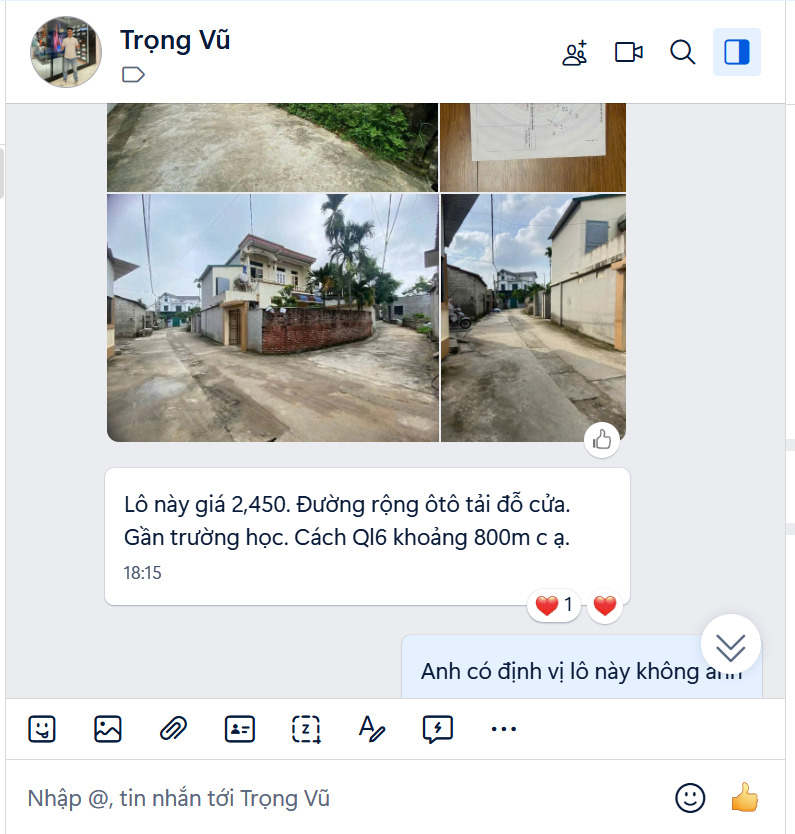 Trọng Vũ
Lô này giá 2,450. Đường rộng ôtô tải đỗ cửa.
Gần trường học. Cách Ql6 khoảng 800m c ạ.
18:15
1
Anh có định vị lô này không anh
Z
Nhập @, tin nhắn tới Trọng Vũ